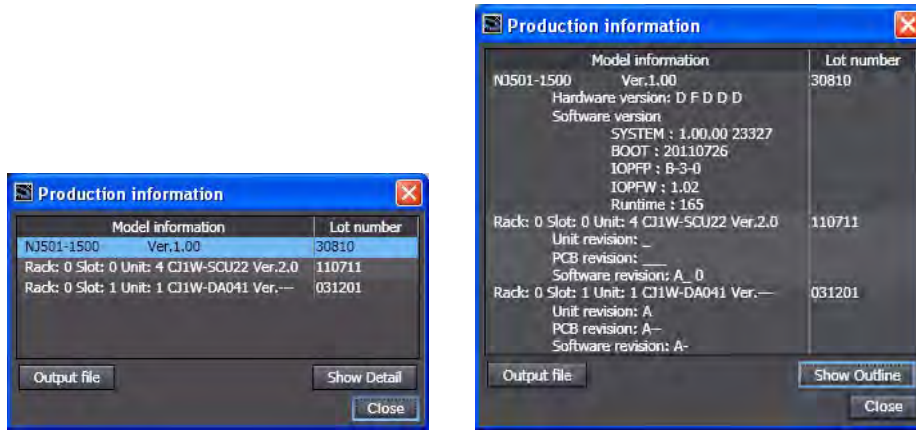 Production information
Model information Lot number
NJ501-1500 Ver.1.00 30810
Rack: 0 Slot: 0 Unit: 4 CJ1W-SCU22 Ver.2.0 110711
Rack: 0 Slot: 1 Unit: 1 CJ1W-DA041 Ver.--- 031201
Output file Show Detail
Close
Production information
Model information Lot number
NJ501-1500 Ver.1.00 30810
Hardware version: D F D D D
Software version
SYSTEM : 1.00.00 23327
BOOT : 20110726
IOPFP : B-3-0
IOPFW : 1.02
Runtime : 165
Rack: 0 Slot: 0 Unit: 4 CJ1W-SCU22 Ver.2.0 110711
Unit revision: _
PCB revision: ___
Software revision: A_ 0
Rack: 0 Slot: 1 Unit: 1 CJ1W-DA041 Ver.--- 031201
Unit revision: A
PCB revision: A--
Software revision: A-
Output file Show Outline
Close